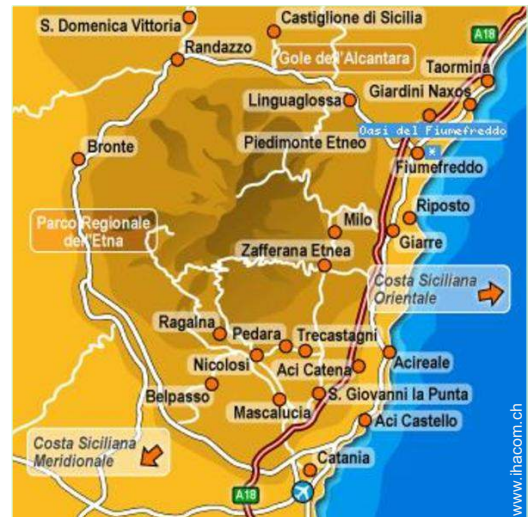 Castiglione di Sicilia
S. Domenica Vittoria
A18
Randazzo
Gole dell'Alcantara
Taormina
Giardini Naxos
Linguaglossa
Oasi del Fiumefreddo
Piedimonte Etneo
Bronte
Fiumefreddo
Riposto
Parco Regionale
dell'Etna
Milo
Giarre
Zafferana Etnea
Costa Siciliana
Orientale
Ragalna
Pedara
Trecastagni
Nicolosi
Acireale
Aci Catena
Belpasso
S. Giovanni la Punta
Mascalucia
Aci Castello
Costa Siciliana
Meridionale
Catania
A18
www.ihacom.ch